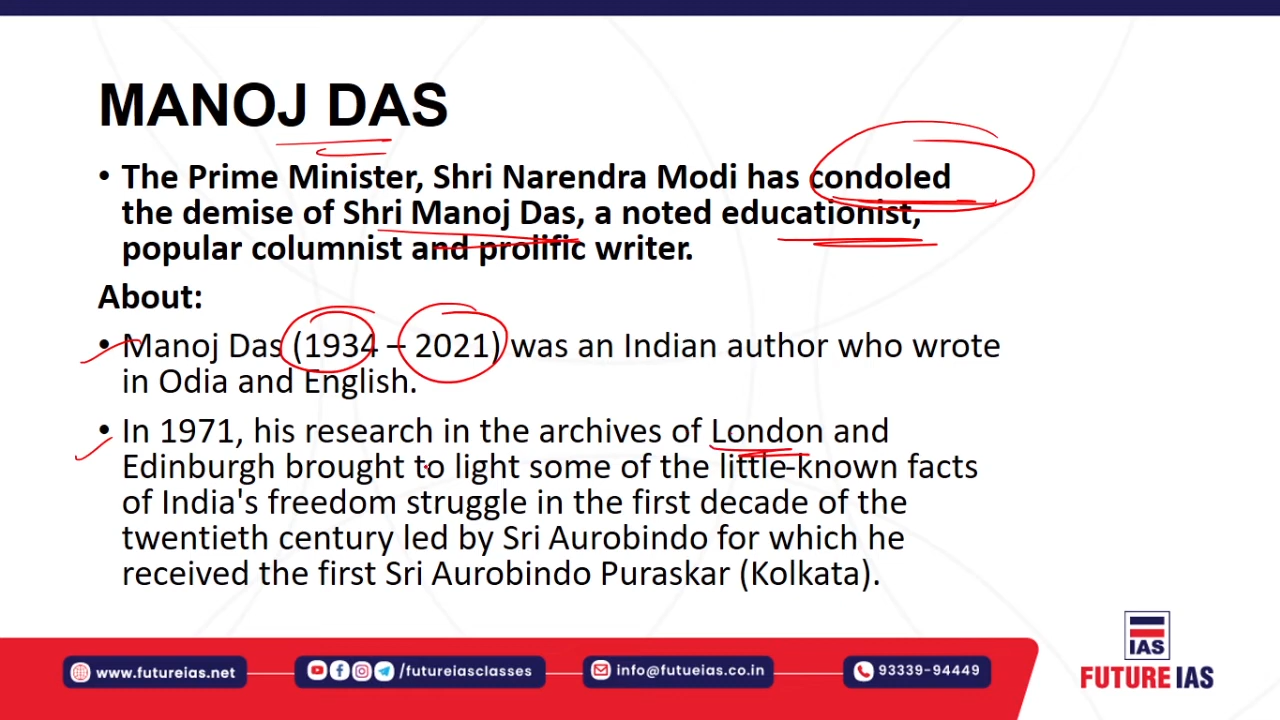 MANOJ DAS
• The Prime Minister, Shri Narendra Modi has condoled
the demise of Shri Manoj Das, a noted educationist,
popular columnist and prolific writer.
About:
• Manoj Das (1934 – 2021) was an Indian author who wrote
in Odia and English.
• In 1971, his research in the archives of London and
Edinburgh brought to light some of the little-known facts
of India's freedom struggle in the first decade of the
twentieth century led by Sri Aurobindo for which he
received the first Sri Aurobindo Puraskar (Kolkata).
IAS
www.futureias.net
/futureiasclasses
info@futueias.co.in
93339-94449
FUTURE IAS